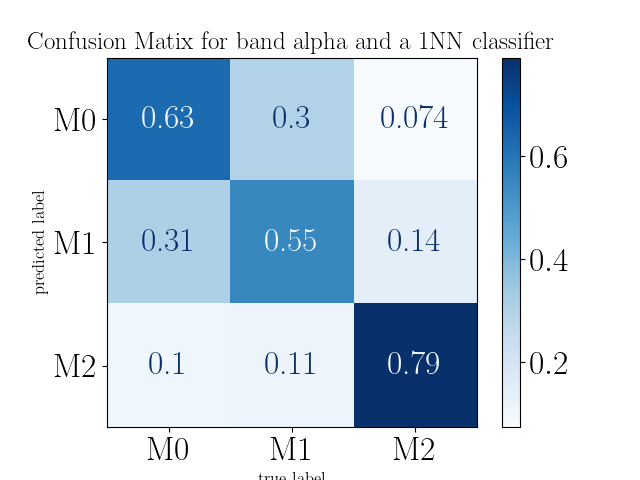 Confusion Matix for band alpha and a 1NN classifier
M0 0.63 0.3 0.074
0.6
predicted label
M1 0.31 0.55 0.14
0.4
M2 0.1 0.11 0.79
0.2
M0 M1 M2
true label